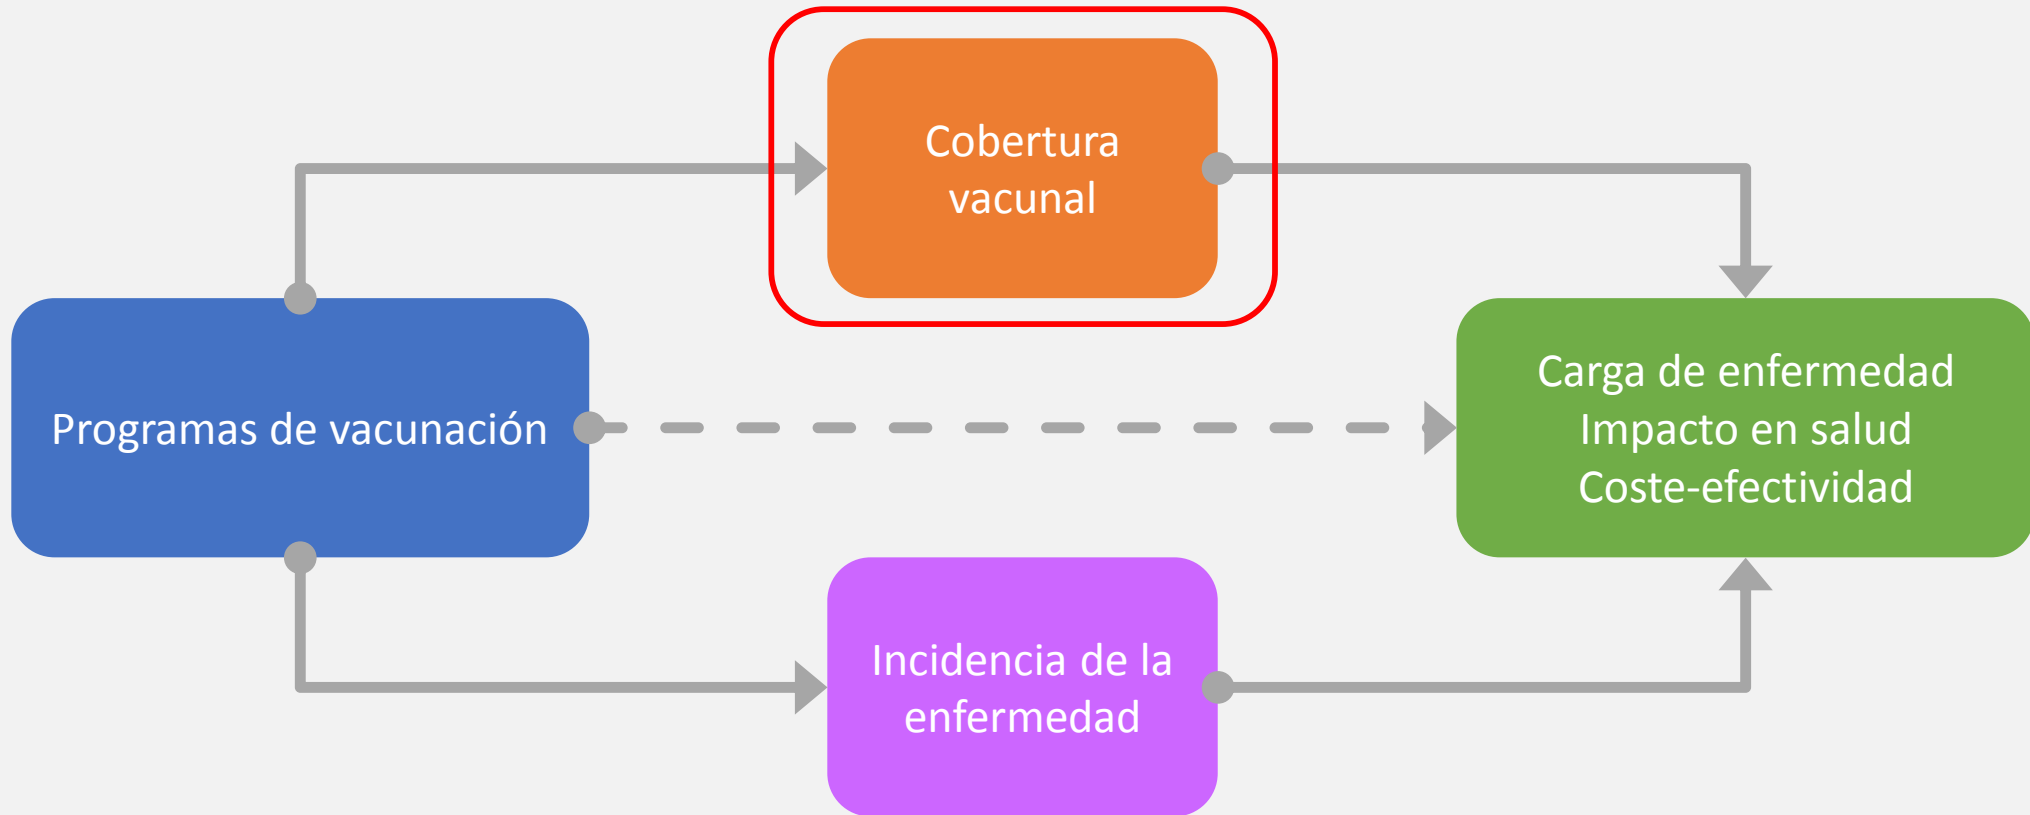 Cobertura
vacunal
Programas de vacunación
Carga de enfermedad
Impacto en salud
Coste-efectividad
Incidencia de la
enfermedad